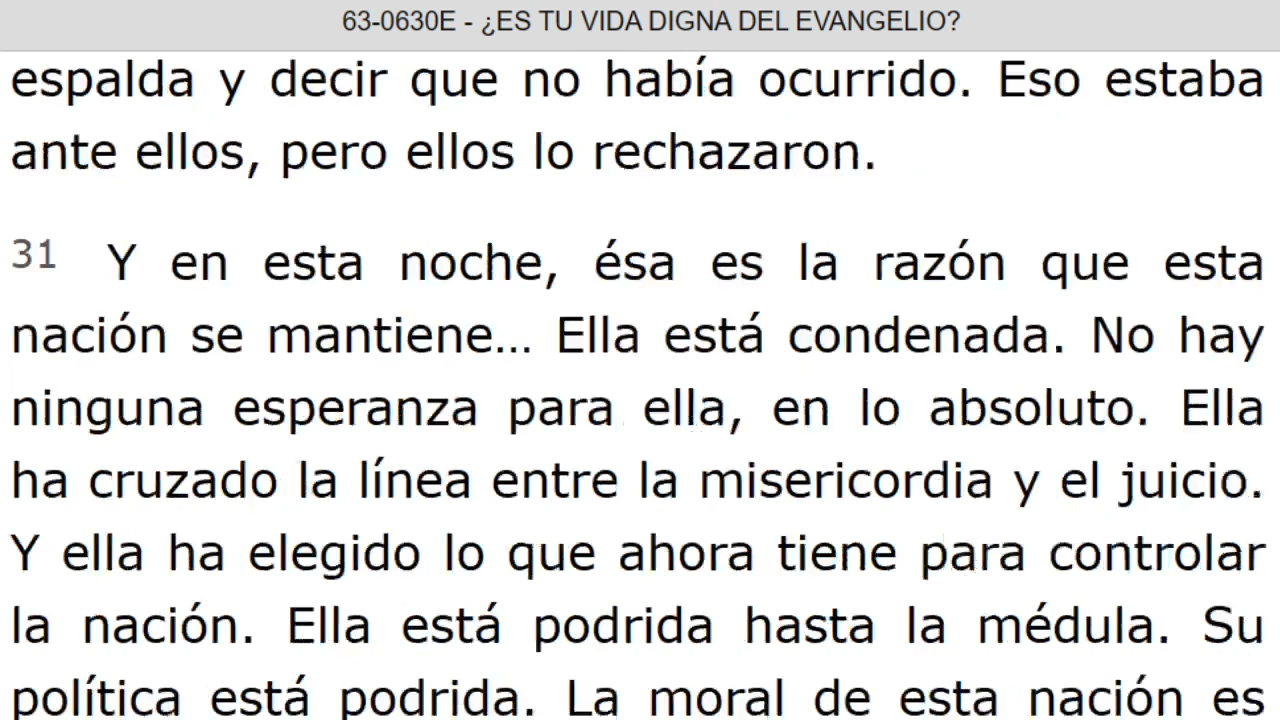 63-0630E - ¿ES TU VIDA DIGNA DEL EVANGELIO?
espalda y decir que no había ocurrido. Eso estaba
ante ellos, pero ellos lo rechazaron.
31 Y en esta noche, ésa es la razón que esta
nación se mantiene... Ella está condenada. No hay
ninguna esperanza para ella, en lo absoluto. Ella
ha cruzado la línea entre la misericordia y el juicio.
Y ella ha elegido lo que ahora tiene para controlar
la nación. Ella está podrida hasta la médula. Su
política está podrida. La moral de esta nación es